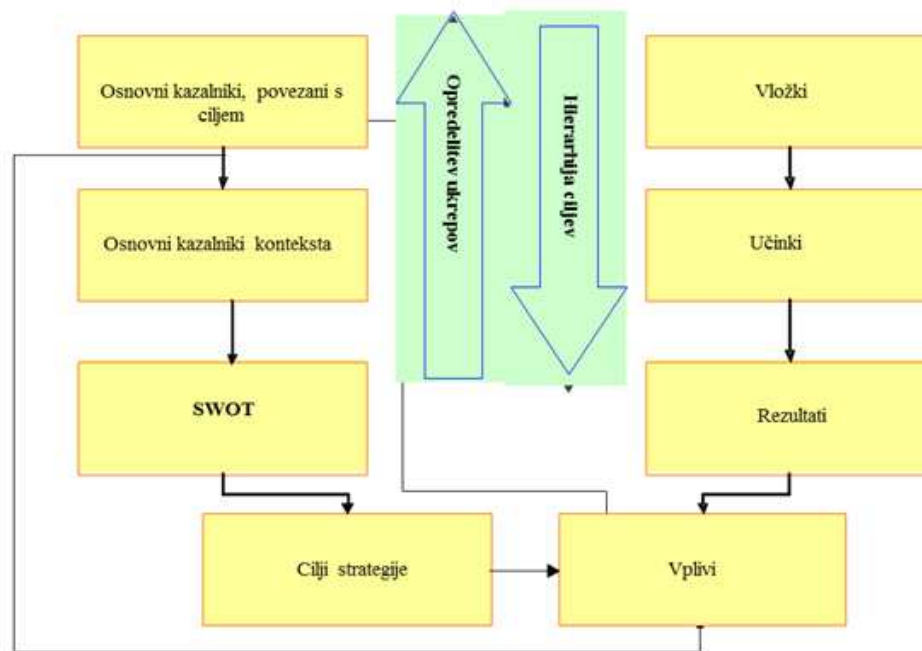 Osnovni kazalniki, povezani s
ciljem
Opredelitev ukrepov
Hierarhija ciljev
Vložki
Osnovni kazalniki konteksta
Učinki
SWOT
Rezultati
Cilji strategije
Vplivi